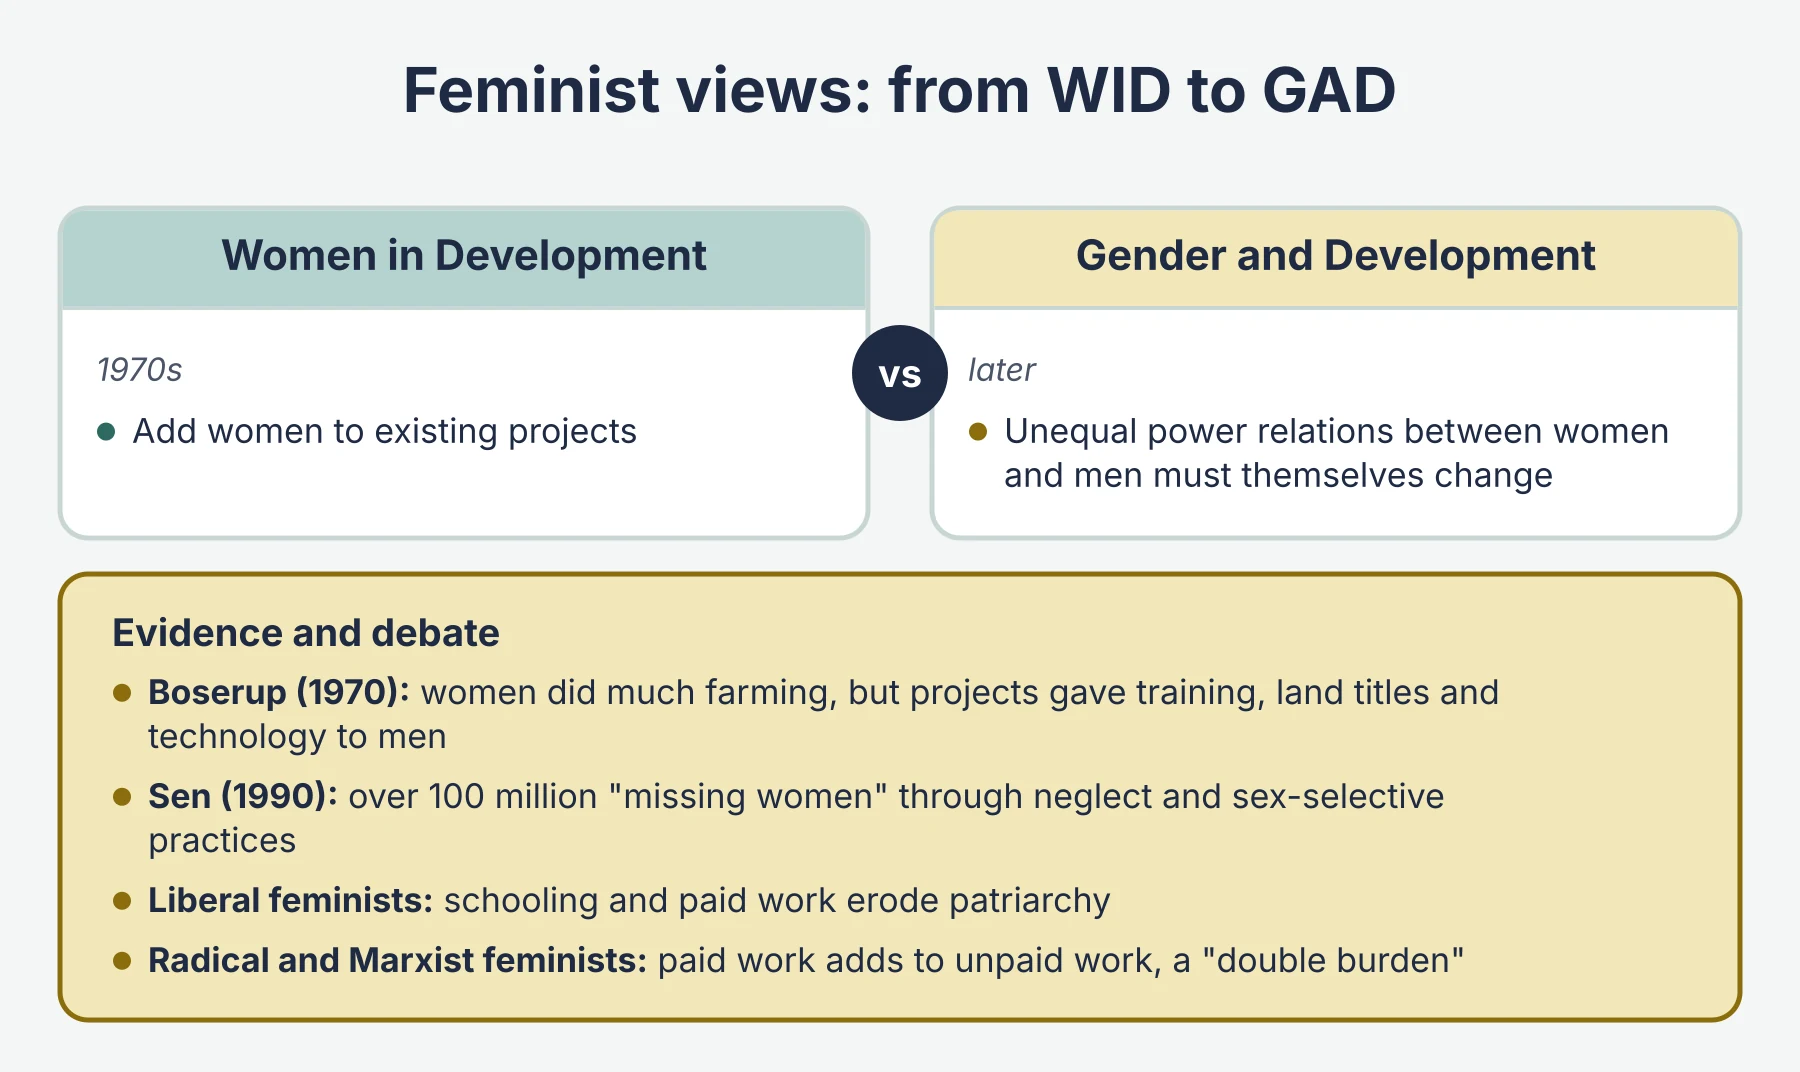 Feminist views: from WID to GAD
Women in Development
1970s
Add women to existing projects
vs
Gender and Development
later
Unequal power relations between women
and men must themselves change
Evidence and debate
Boserup (1970): women did much farming, but projects gave training, land titles and
technology to men
Sen (1990): over 100 million "missing women" through neglect and sex-selective
practices
Liberal feminists: schooling and paid work erode patriarchy
Radical and Marxist feminists: paid work adds to unpaid work, a "double burden"